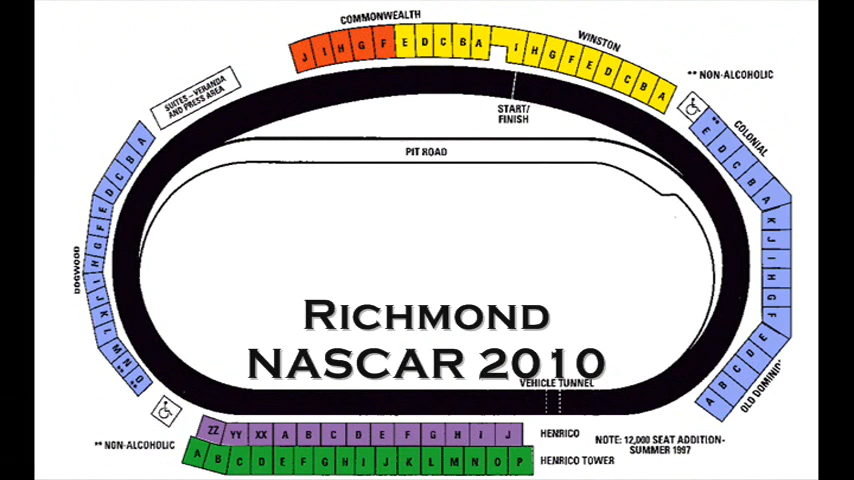 COMMONWEALTH
J I H G F E D C B A
WINSTON
I H G F E D C B A
** NON-ALCOHOLIC
SUITES - VERANDA
AND PRESS AREA
START/
FINISH
PIT ROAD
COLONIAL
**
E D C B A
K J I H G F
E D C B A
OLD DOMINIO
DOGWOOD
A B C D E F G H I J K L M N O
** **
Richmond
NASCAR 2010
VEHICLE TUNNEL
** NON-ALCOHOLIC
ZZ YY XX A B C D E F G H I J
HENRICO
A B C D E F G H I J K L M N O P
HENRICO TOWER
NOTE: 12,000 SEAT ADDITION-
SUMMER 1997